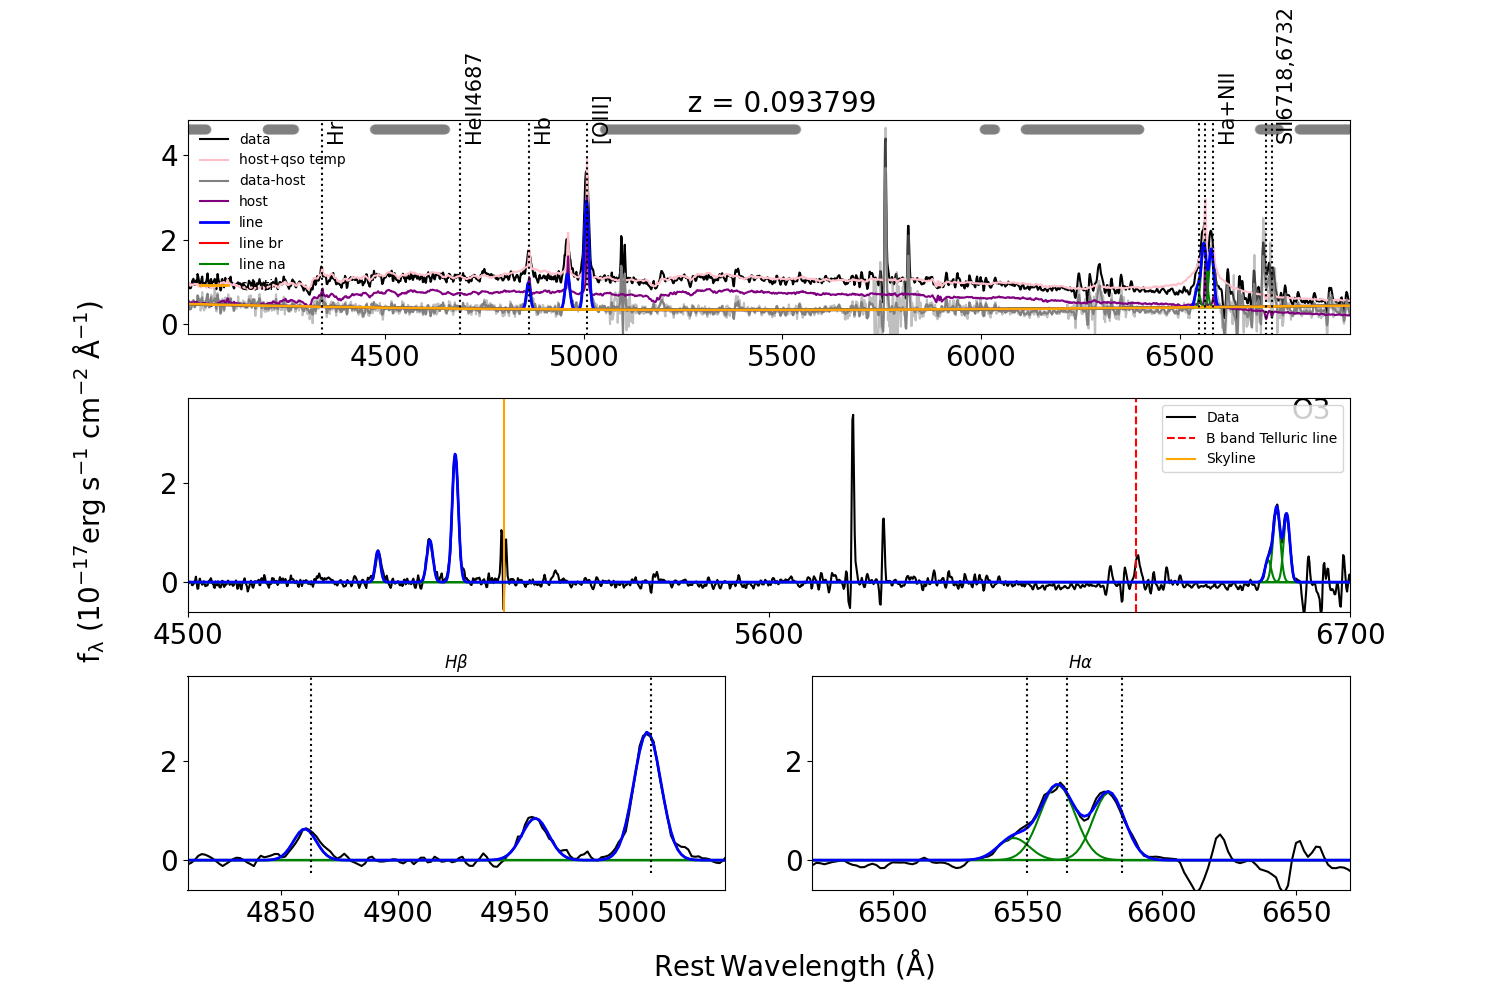 z = 0.093799
Hr
HeII4687
Hb
[OIII]
Ha+NII
SII6718,6732
data
host+qso temp
data-host
host
line
line br
line na
4
2
0
4500
5000
5500
6000
6500
O3
Data
B band Telluric line
Skyline
2
0
4500
5600
6700
fλ (10⁻¹⁷erg s⁻¹ cm⁻² Å⁻¹)
Hβ
2
0
4850
4900
4950
5000
Hα
2
0
6500
6550
6600
6650
Rest Wavelength (Å)